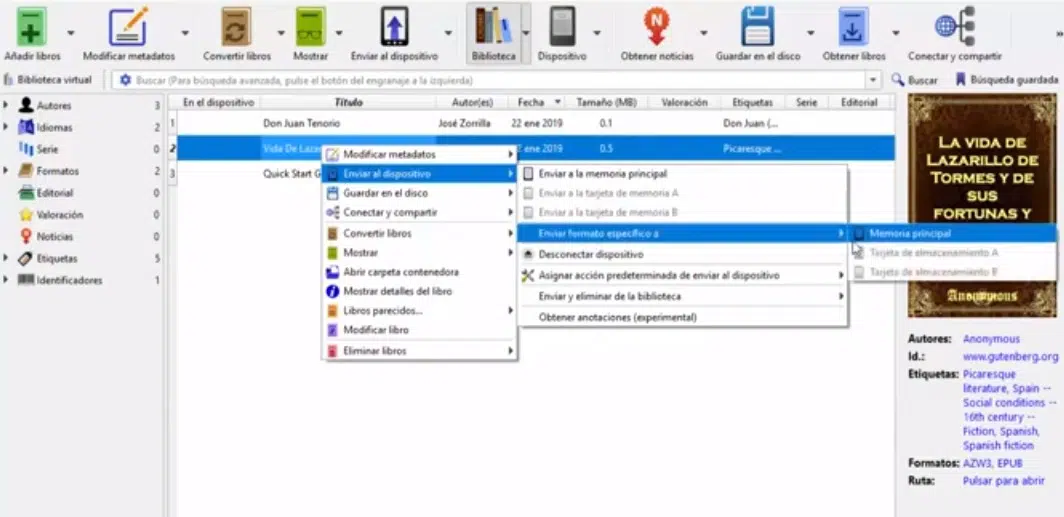 Añadir libros
Modificar metadatos
Convertir libros
Mostrar
Enviar al dispositivo
Biblioteca
Dispositivo
Obtener noticias
Guardar en el disco
Obtener libros
Conectar y compartir
Biblioteca virtual
Buscar (Para búsqueda avanzada, pulse el botón del engranaje a la izquierda)
Buscar
Búsqueda guardada
Autores 3
Idiomas 2
Serie 0
Formatos 2
Editorial 0
Valoración 0
Noticias 0
Etiquetas 5
Identificadores 1
En el dispositivo Título Autor(es) Fecha Tamaño (MB) Valoración Etiquetas Serie Editorial
1 Don Juan Tenorio José Zorrilla 22 ene 2019 0.1 Don Juan (...
2 Vida De Laza ene 2019 0.5 Picaresque ...
3 Quick Start G
Modificar metadatos
Enviar al dispositivo
Guardar en el disco
Conectar y compartir
Convertir libros
Mostrar
Abrir carpeta contenedora
Mostrar detalles del libro
Libros parecidos...
Modificar libro
Eliminar libros
Enviar a la memoria principal
Enviar a la tarjeta de memoria A
Enviar a la tarjeta de memoria B
Enviar formato específico a
Desconectar dispositivo
Asignar acción predeterminada de enviar al dispositivo
Enviar y eliminar de la biblioteca
Obtener anotaciones (experimental)
Memoria principal
Tarjeta de almacenamiento A
Tarjeta de almacenamiento B
LA VIDA DE
LAZARILLO DE
TORMES Y DE
SUS
FORTUNAS Y
Anonymous
Autores: Anonymous
Id.: www.gutenberg.org
Etiquetas: Picaresque
literature, Spain --
Social conditions --
16th century --
Fiction, Spanish,
Spanish fiction
Formatos: AZW3, EPUB
Ruta: Pulsar para abrir